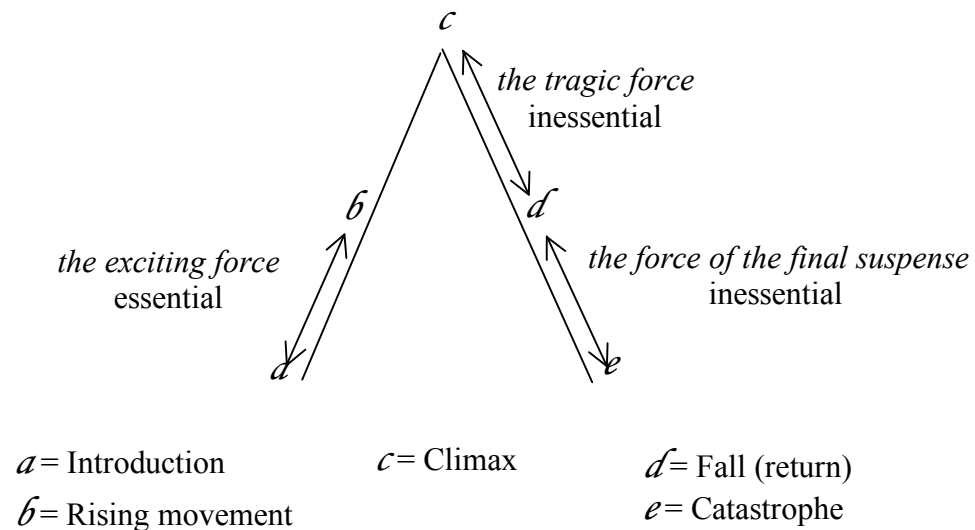 c
the tragic force
inessential
b
d
the exciting force
essential
the force of the final suspense
inessential
a
e
a = Introduction
c = Climax
d = Fall (return)
b = Rising movement
e = Catastrophe